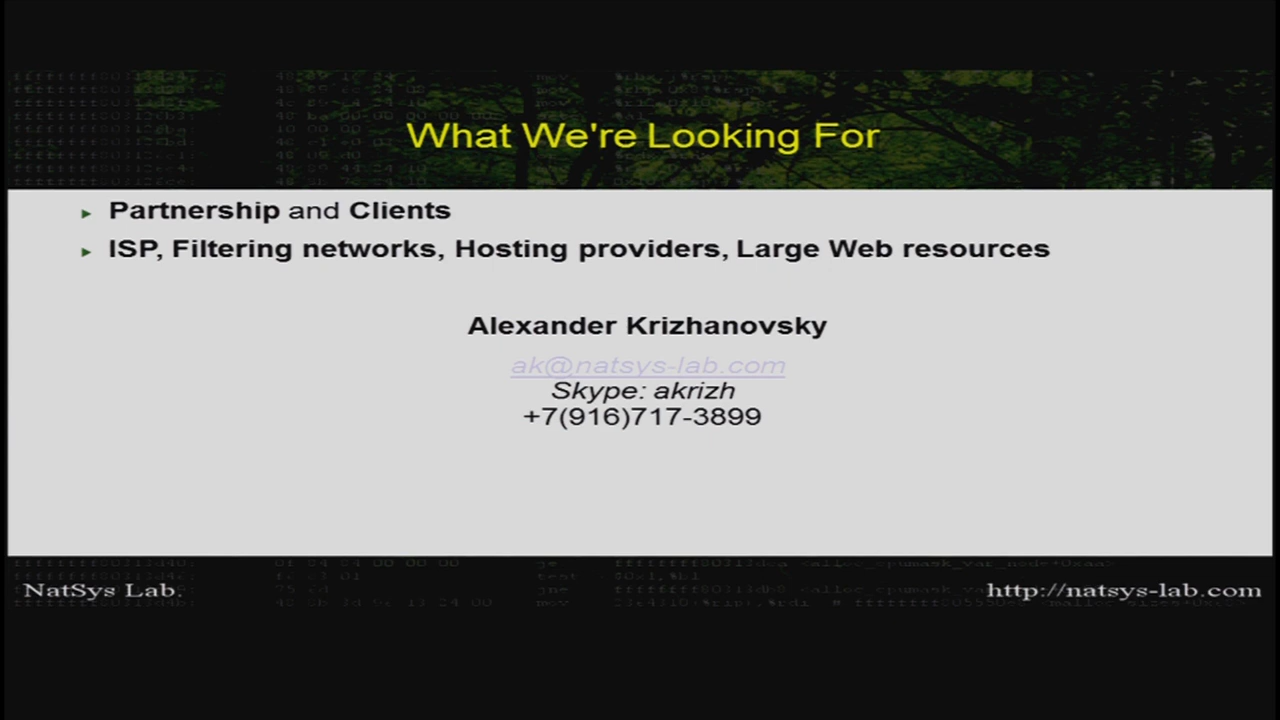 What We're Looking For
▸ Partnership and Clients
▸ ISP, Filtering networks, Hosting providers, Large Web resources
Alexander Krizhanovsky
ak@natsys-lab.com
Skype: akrizh
+7(916)717-3899
NatSys Lab.
http://natsys-lab.com